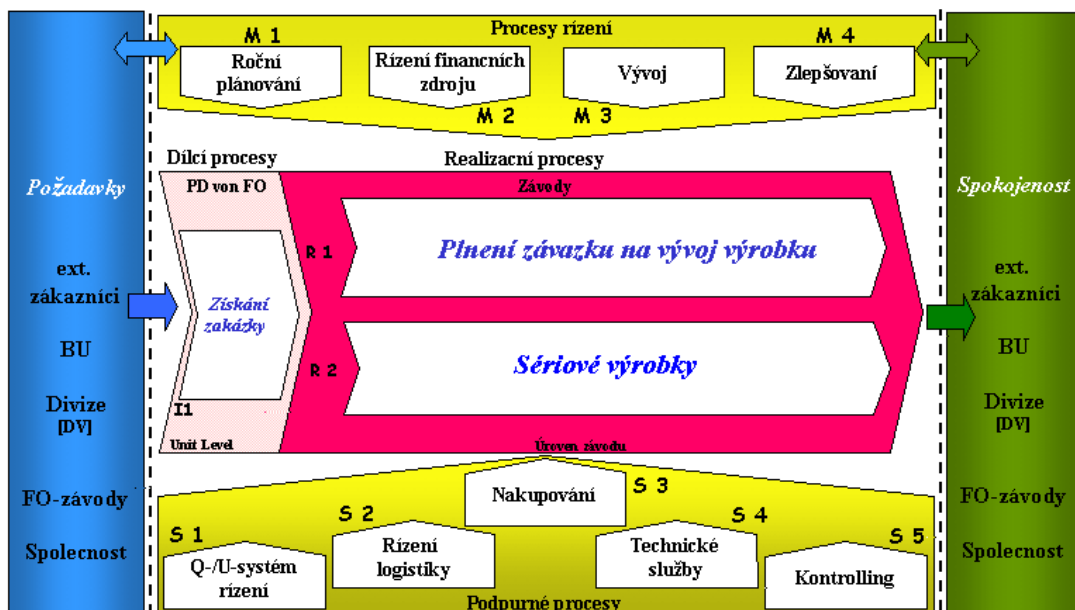 Procesy rízení
M 1
M 4
Roční
plánování
Rízení financních
zdroju
Vývoj
Zlepšovaní
M 2
M 3
Dílcí procesy
Realizacní procesy
Požadavky
PD von FO
Závody
Spokojenost
R 1
Plnení závazku na vývoj výrobku
ext.
zákazníci
BU
Divize
[DV]
FO-závody
Spolecnost
Získání
zakázky
I1
Unit Level
R 2
Sériové výrobky
Úroven závodu
ext.
zákazníci
BU
Divize
[DV]
FO-závody
Spolecnost
S 1
Q-/U-systém
rízení
S 2
Rízení
logistiky
Nakupování
S 3
Technické
služby
S 4
S 5
Kontrolling
Podpurné procesy